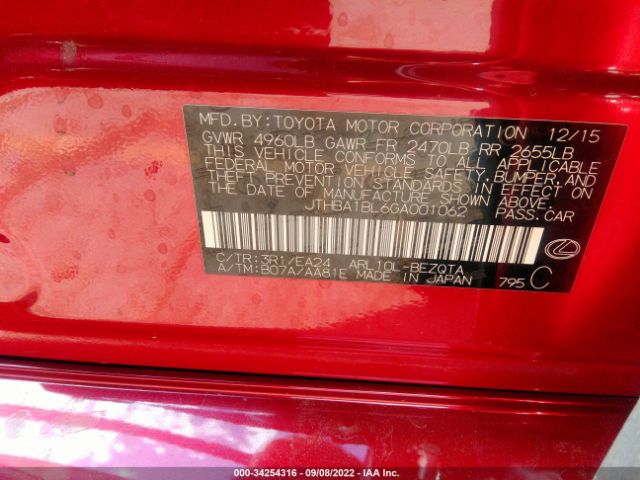 MFD. BY: TOYOTA MOTOR CORPORATION 12/15
GVWR 4960LB GAWR FR 2470LB RR 2655LB
THIS VEHICLE CONFORMS TO ALL APPLICABLE
FEDERAL MOTOR VEHICLE SAFETY, BUMPER, AND
THEFT PREVENTION STANDARDS IN EFFECT ON
THE DATE OF MANUFACTURE SHOWN ABOVE.
JTHBA1BL6GA001062 PASS.CAR
C/TR: 3R1/EA24 ARL10L-BEZQTA
A/TM: B07A/AA81E MADE IN JAPAN 795 C
000-34254316 - 09/08/2022 - IAA Inc.